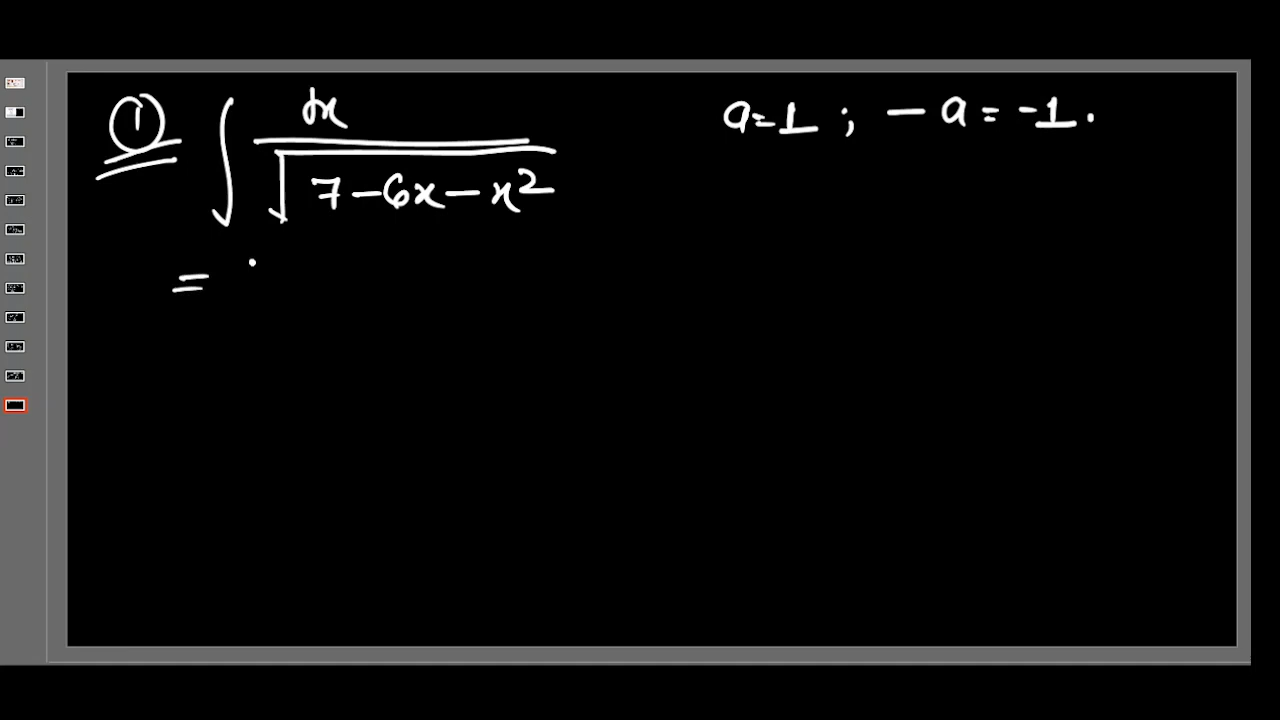 ① ∫ dx / √(7-6x-x²)
a=1 ; -a=-1.
=